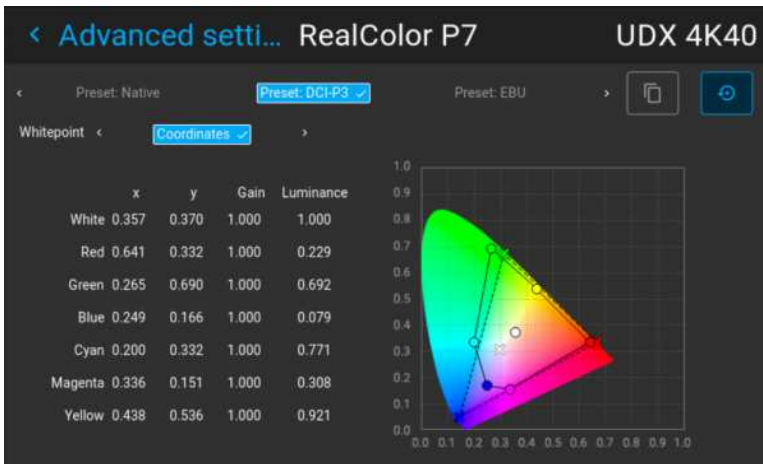 ‹ Advanced setti... RealColor P7 UDX 4K40
‹ Preset: Native Preset: DCI-P3 ✓ Preset: EBU ›
Whitepoint ‹ Coordinates ✓ ›
x y Gain Luminance
White 0.357 0.370 1.000 1.000
Red 0.641 0.332 1.000 0.229
Green 0.265 0.690 1.000 0.692
Blue 0.249 0.166 1.000 0.079
Cyan 0.200 0.332 1.000 0.771
Magenta 0.336 0.151 1.000 0.308
Yellow 0.438 0.536 1.000 0.921
1.0
0.9
0.8
0.7
0.6
0.5
0.4
0.3
0.2
0.1
0.0
0.0 0.1 0.2 0.3 0.4 0.5 0.6 0.7 0.8 0.9 1.0